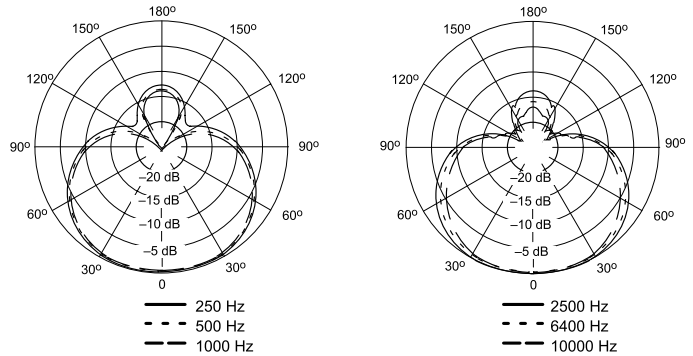 180º
150º 150º
120º 120º
90º 90º
60º 60º
30º 30º
0
–20 dB
–15 dB
–10 dB
–5 dB
250 Hz
500 Hz
1000 Hz
180º
150º 150º
120º 120º
90º 90º
60º 60º
30º 30º
0
–20 dB
–15 dB
–10 dB
–5 dB
2500 Hz
6400 Hz
10000 Hz